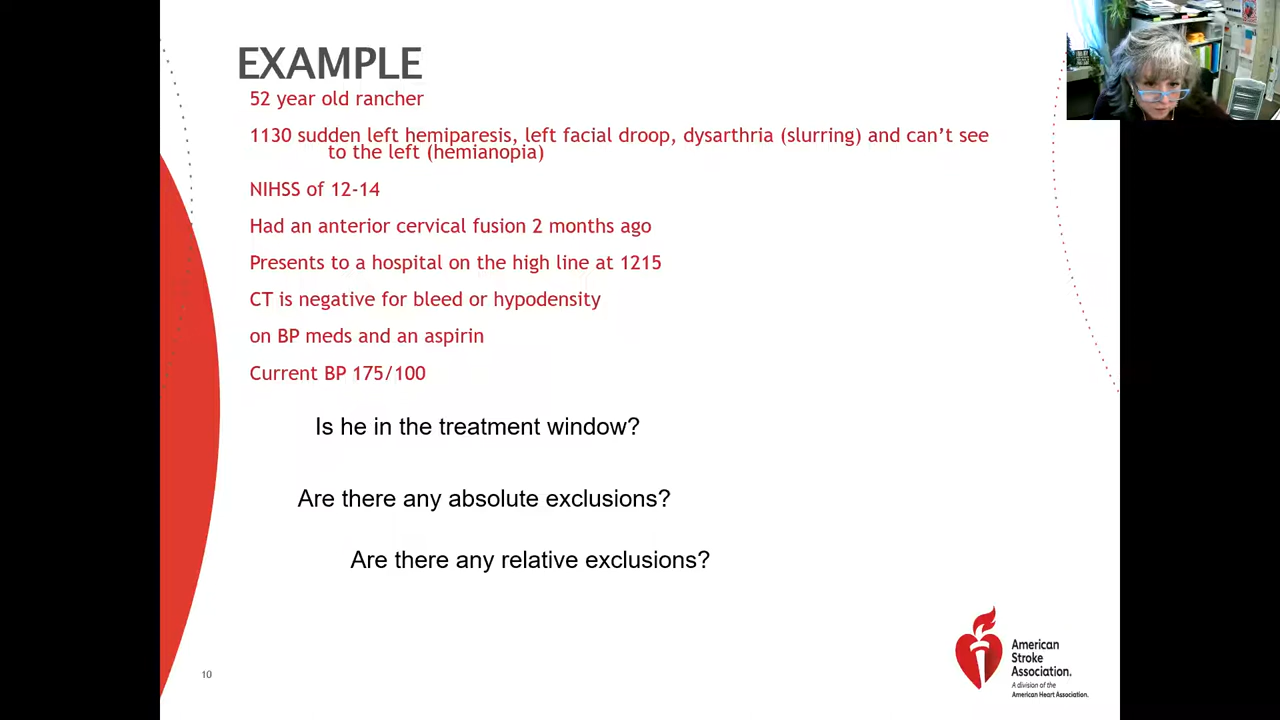 EXAMPLE
52 year old rancher
1130 sudden left hemiparesis, left facial droop, dysarthria (slurring) and can't see
to the left (hemianopia)
NIHSS of 12-14
Had an anterior cervical fusion 2 months ago
Presents to a hospital on the high line at 1215
CT is negative for bleed or hypodensity
on BP meds and an aspirin
Current BP 175/100
Is he in the treatment window?
Are there any absolute exclusions?
Are there any relative exclusions?
10
American
Stroke
Association.
A division of the
American Heart Association.